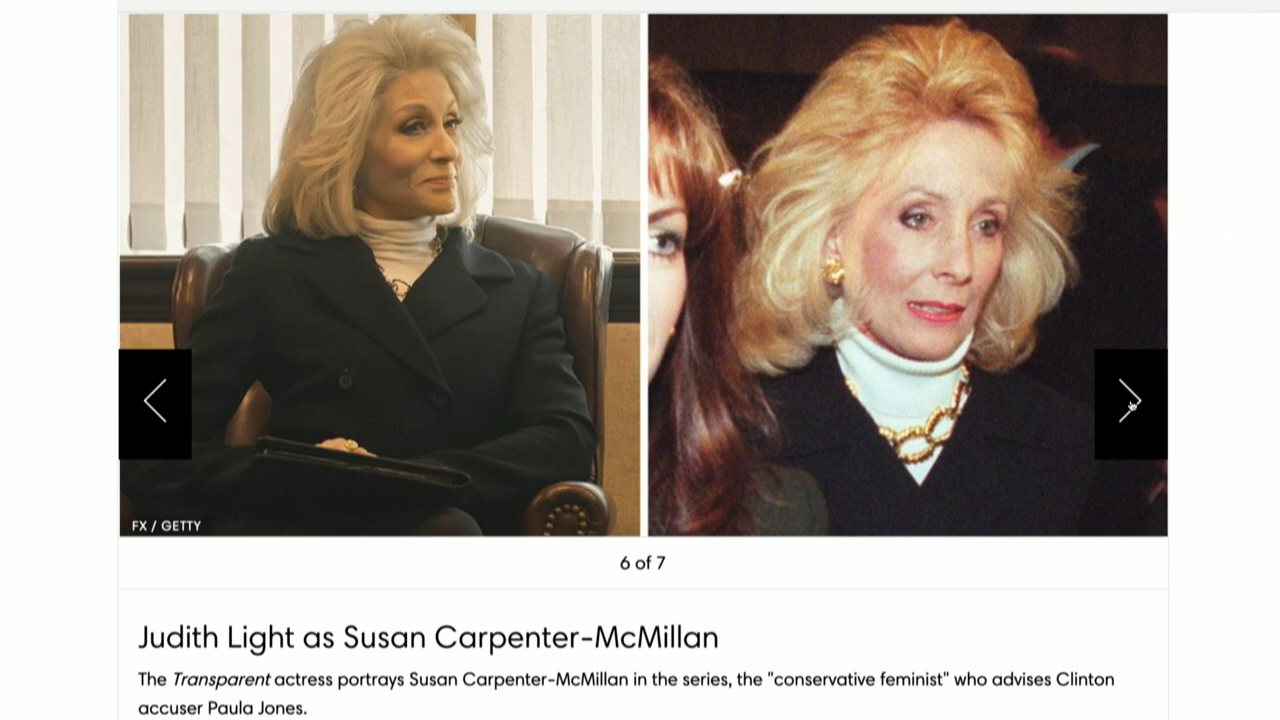 FX / GETTY
6 of 7
Judith Light as Susan Carpenter-McMillan
The Transparent actress portrays Susan Carpenter-McMillan in the series, the "conservative feminist" who advises Clinton
accuser Paula Jones.